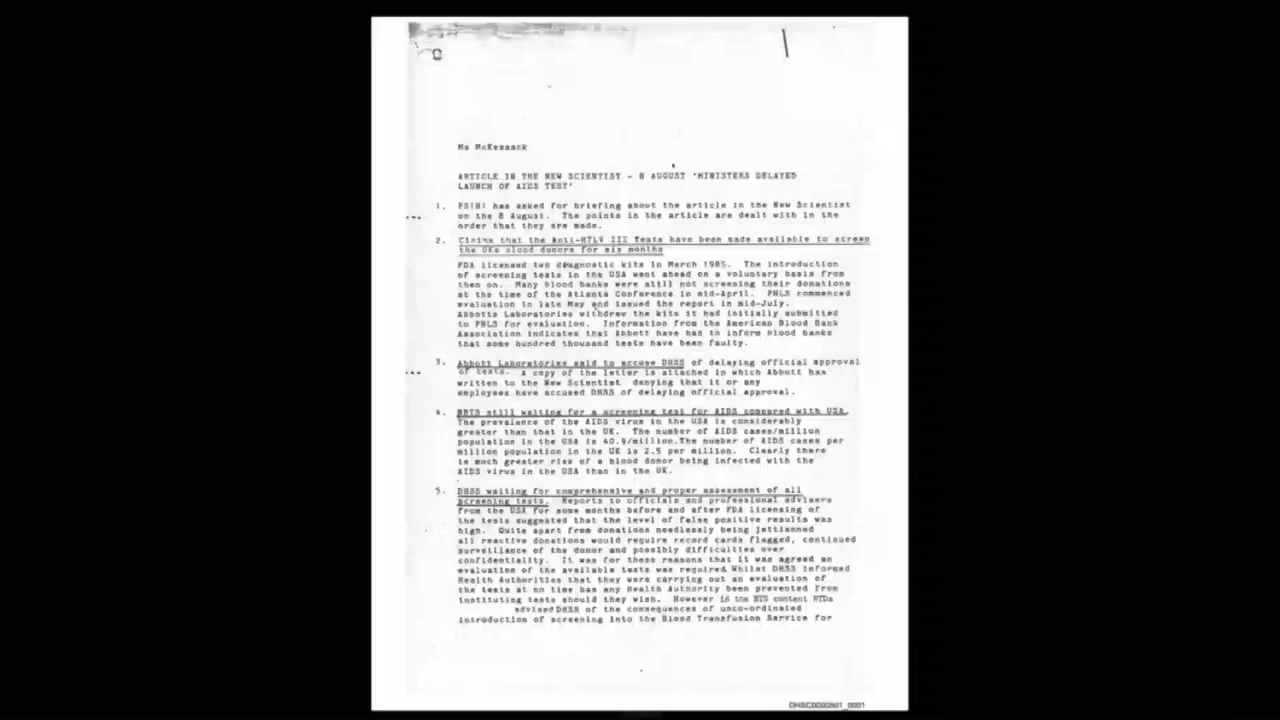 Ms McKessack
ARTICLE IN THE NEW SCIENTIST - 8 AUGUST 'MINISTERS DELAYED
LAUNCH OF AIDS TEST'
1. PS(H) has asked for briefing about the article in the New Scientist
on the 8 August. The points in the article are dealt with in the
order that they are made.
2. Claims that the Anti-HTLV III Tests have been made available to screen
the UKs blood donors for six months
FDA licensed two diagnostic kits in March 1985. The introduction
of screening tests in the USA went ahead on a voluntary basis from
then on. Many blood banks were still not screening their donations
at the time of the Atlanta Conference in mid-April. PHLS commenced
evaluation in late May and issued the report in mid-July.
Abbotts Laboratories withdrew the kits it had initially submitted
to PHLS for evaluation. Information from the American Blood Bank
Association indicates that Abbott have had to inform blood banks
that some hundred thousand tests have been faulty.
3. Abbott Laboratories said to accuse DHSS of delaying official approval
of tests. A copy of the letter is attached in which Abbott has
written to the New Scientist denying that it or any
employees have accused DHSS of delaying official approval.
4. NBTS still waiting for a screening test for AIDS compared with USA.
The prevalance of the AIDS virus in the USA is considerably
greater than that in the UK. The number of AIDS cases/million
population in the USA is 40.9/million.The number of AIDS cases per
million population in the UK is 2.5 per million. Clearly there
is much greater risk of a blood donor being infected with the
AIDS virus in the USA than in the UK.
5. DHSS waiting for comprehensive and proper assessment of all
screening tests. Reports to officials and professional advisers
from the USA for some months before and after FDA licensing of
the tests suggested that the level of false positive results was
high. Quite apart from donations needlessly being jettisoned
all reactive donations would require record cards flagged, continued
surveillance of the donor and possibly difficulties over
confidentiality. It was for these reasons that it was agreed an
evaluation of the available tests was required. Whilst DHSS informed
Health Authorities that they were carrying out an evaluation of
the tests at no time has any Health Authority been prevented from
instituting tests should they wish. However in the BTS context RTDs
advised DHSS of the consequences of unco-ordinated
introduction of screening into the Blood Transfusion Service for